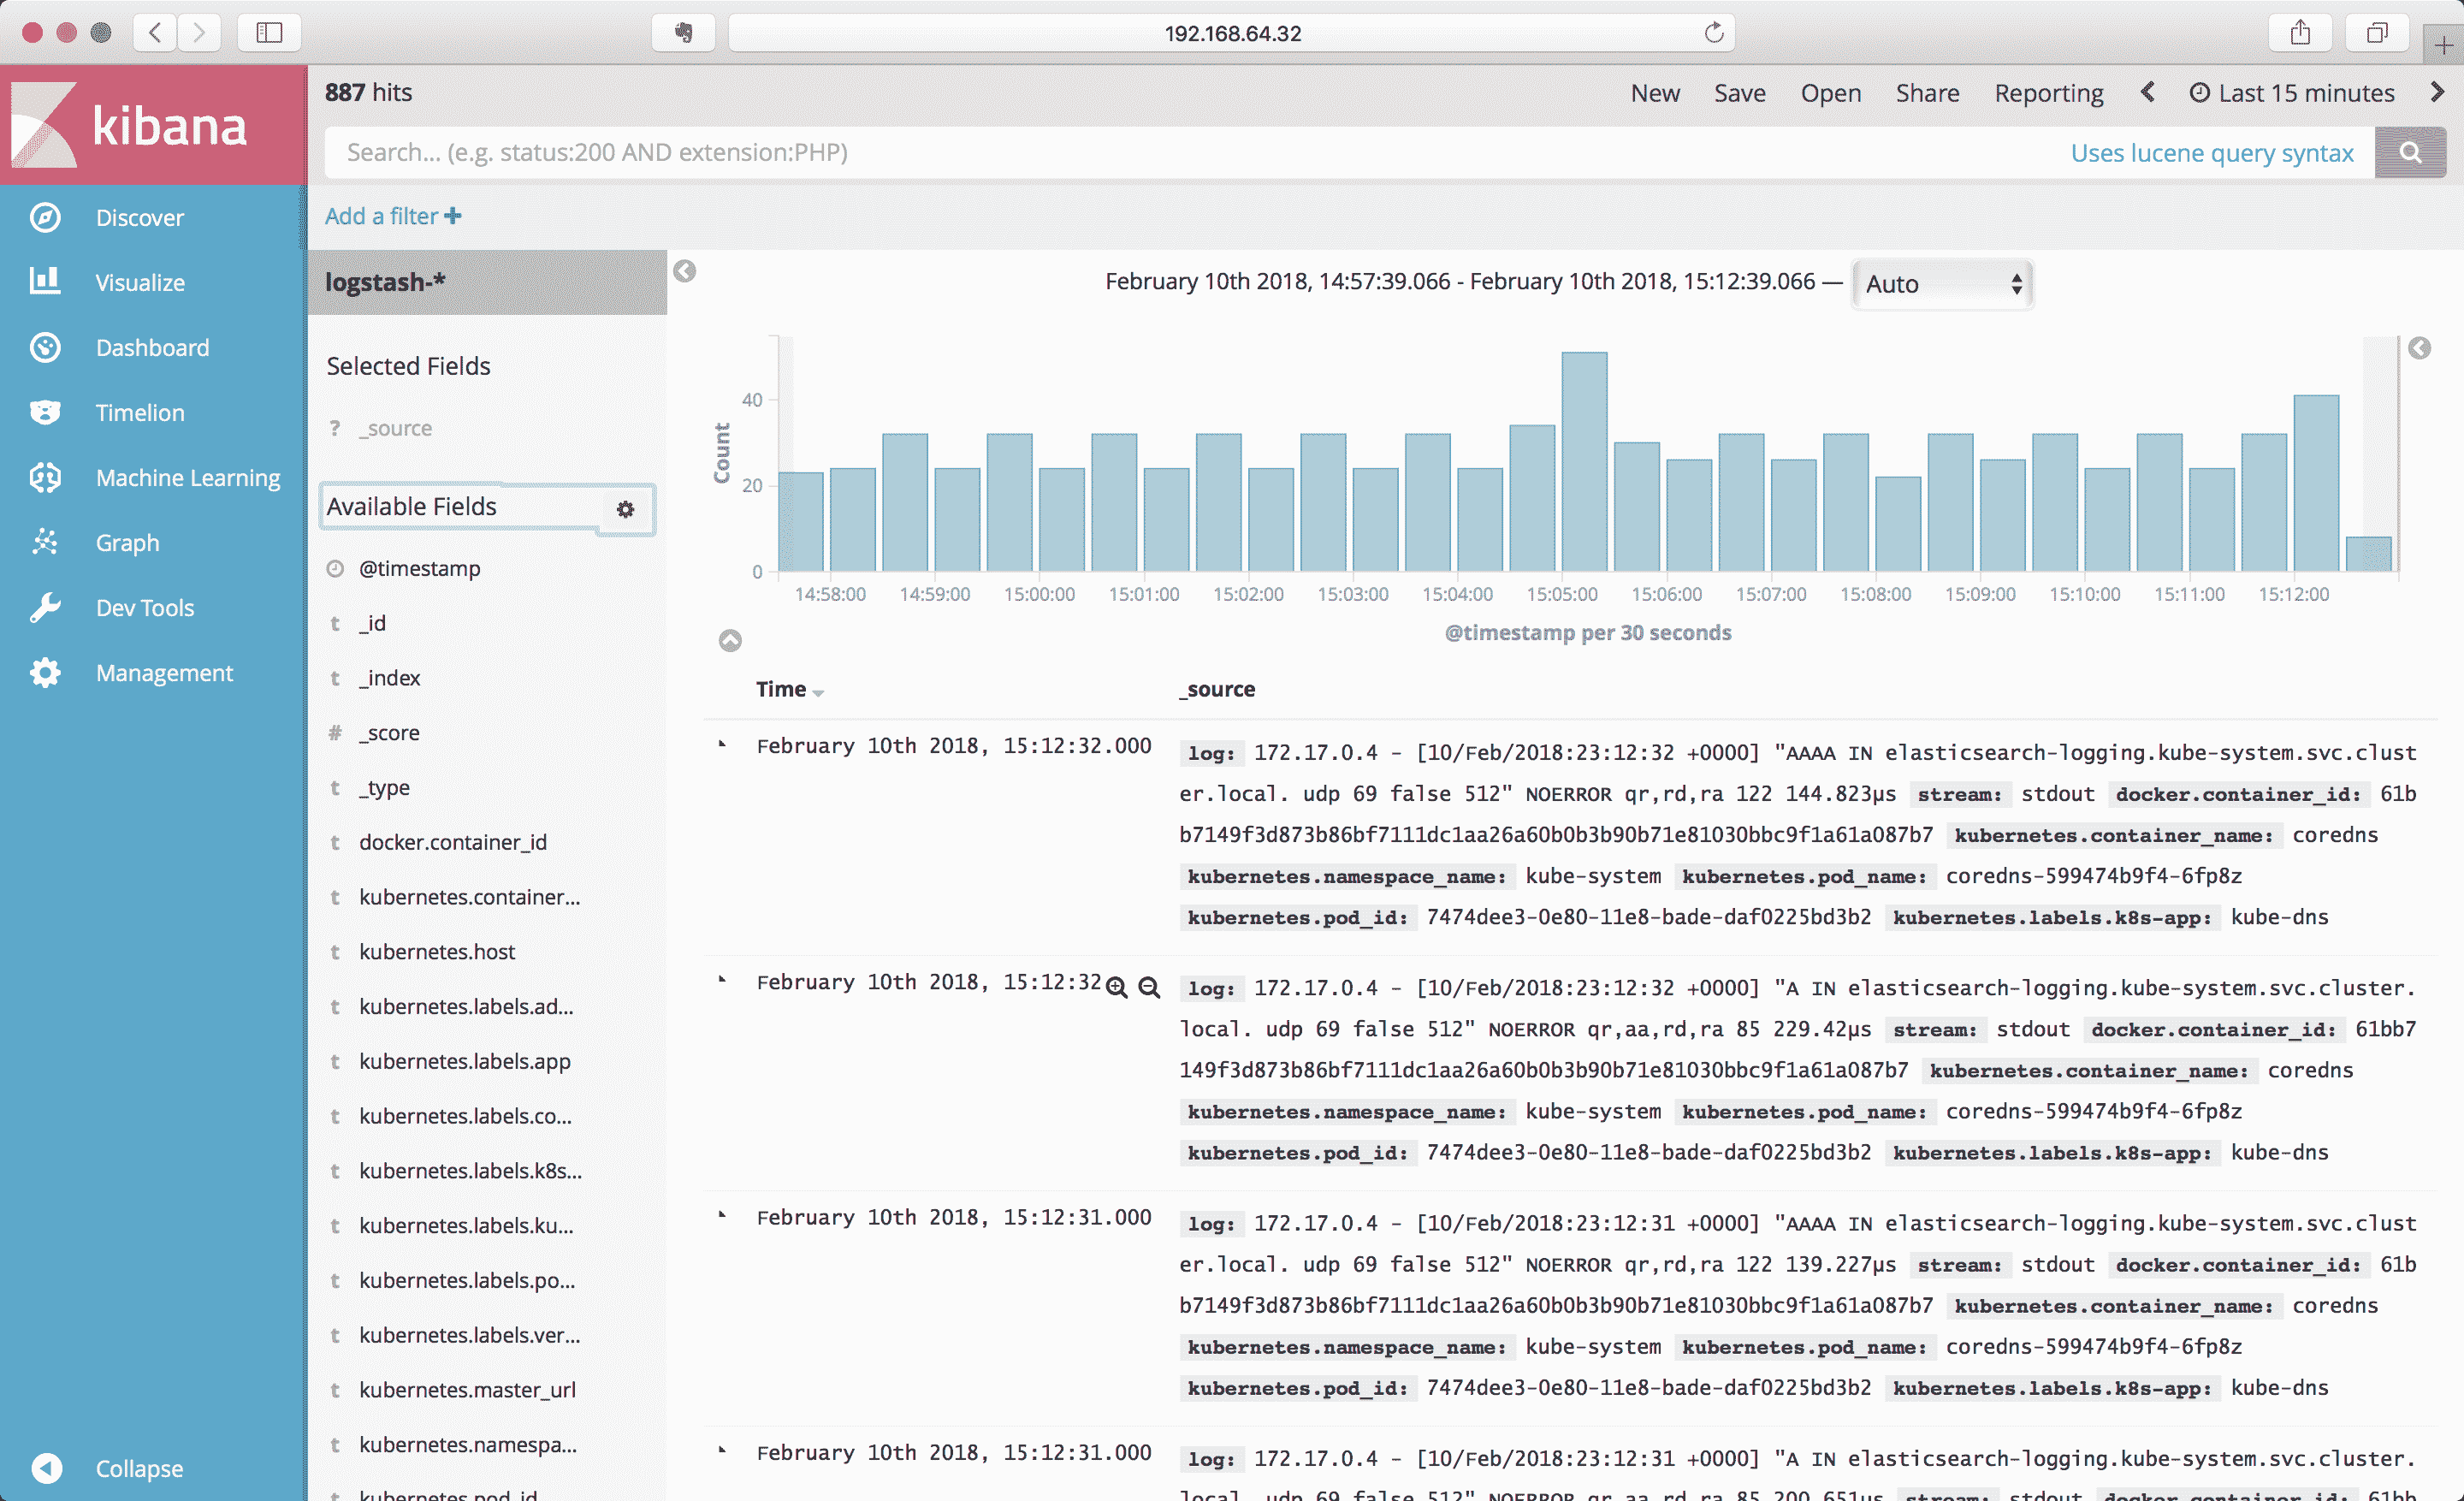 192.168.64.32
kibana
Discover
Visualize
Dashboard
Timelion
Machine Learning
Graph
Dev Tools
Management
Collapse
887 hits
New Save Open Share Reporting Last 15 minutes
Search... (e.g. status:200 AND extension:PHP) Uses lucene query syntax
Add a filter
logstash-*
Selected Fields
? _source
Available Fields
@timestamp
t _id
t _index
# _score
t _type
t docker.container_id
t kubernetes.container...
t kubernetes.host
t kubernetes.labels.ad...
t kubernetes.labels.app
t kubernetes.labels.co...
t kubernetes.labels.k8s...
t kubernetes.labels.ku...
t kubernetes.labels.po...
t kubernetes.labels.ver...
t kubernetes.master_url
t kubernetes.namespa...
kubernetes.pod_id
February 10th 2018, 14:57:39.066 - February 10th 2018, 15:12:39.066 — Auto
Count
40
20
0
14:58:00 14:59:00 15:00:00 15:01:00 15:02:00 15:03:00 15:04:00 15:05:00 15:06:00 15:07:00 15:08:00 15:09:00 15:10:00 15:11:00 15:12:00
@timestamp per 30 seconds
Time _source
February 10th 2018, 15:12:32.000
log: 172.17.0.4 - [10/Feb/2018:23:12:32 +0000] "AAAA IN elasticsearch-logging.kube-system.svc.clust
er.local. udp 69 false 512" NOERROR qr,rd,ra 122 144.823µs stream: stdout docker.container_id: 61b
b7149f3d873b86bf7111dc1aa26a60b0b3b90b71e81030bbc9f1a61a087b7 kubernetes.container_name: coredns
kubernetes.namespace_name: kube-system kubernetes.pod_name: coredns-599474b9f4-6fp8z
kubernetes.pod_id: 7474dee3-0e80-11e8-bade-daf0225bd3b2 kubernetes.labels.k8s-app: kube-dns
February 10th 2018, 15:12:32
log: 172.17.0.4 - [10/Feb/2018:23:12:32 +0000] "A IN elasticsearch-logging.kube-system.svc.cluster.
local. udp 69 false 512" NOERROR qr,aa,rd,ra 85 229.42µs stream: stdout docker.container_id: 61bb7
149f3d873b86bf7111dc1aa26a60b0b3b90b71e81030bbc9f1a61a087b7 kubernetes.container_name: coredns
kubernetes.namespace_name: kube-system kubernetes.pod_name: coredns-599474b9f4-6fp8z
kubernetes.pod_id: 7474dee3-0e80-11e8-bade-daf0225bd3b2 kubernetes.labels.k8s-app: kube-dns
February 10th 2018, 15:12:31.000
log: 172.17.0.4 - [10/Feb/2018:23:12:31 +0000] "AAAA IN elasticsearch-logging.kube-system.svc.clust
er.local. udp 69 false 512" NOERROR qr,rd,ra 122 139.227µs stream: stdout docker.container_id: 61b
b7149f3d873b86bf7111dc1aa26a60b0b3b90b71e81030bbc9f1a61a087b7 kubernetes.container_name: coredns
kubernetes.namespace_name: kube-system kubernetes.pod_name: coredns-599474b9f4-6fp8z
kubernetes.pod_id: 7474dee3-0e80-11e8-bade-daf0225bd3b2 kubernetes.labels.k8s-app: kube-dns
February 10th 2018, 15:12:31.000
log: 172.17.0.4 - [10/Feb/2018:23:12:31 +0000] "A IN elasticsearch-logging.kube-system.svc.cluster.
local. udp 69 false 512" NOERROR qr,aa,rd,ra 85 200.651µs stream: stdout docker.container_id: 61bb